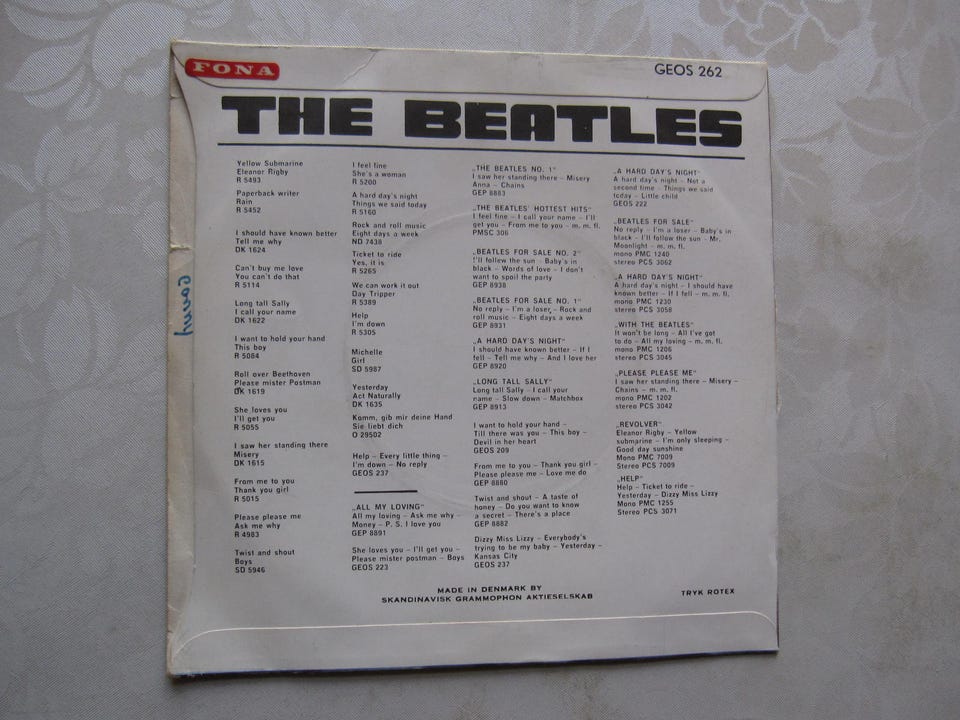 FONA
GEOS 262
THE BEATLES
Yellow Submarine
Eleanor Rigby
R 5493
Paperback writer
Rain
R 5452
I should have known better
Tell me why
DK 1624
Can't buy me love
You can't do that
R 5114
Long tall Sally
I call your name
DK 1622
I want to hold your hand
This boy
R 5084
Roll over Beethoven
Please mister Postman
DK 1619
She loves you
I'll get you
R 5055
I saw her standing there
Misery
DK 1615
From me to you
Thank you girl
R 5015
Please please me
Ask me why
R 4983
Twist and shout
Boys
SD 5946
I feel fine
She's a woman
R 5200
A hard day's night
Things we said today
R 5160
Rock and roll music
Eight days a week
ND 7438
Ticket to ride
Yes, it is
R 5265
We can work it out
Day Tripper
R 5389
Help
I'm down
R 5305
Michelle
Girl
SD 5987
Yesterday
Act Naturally
DK 1635
Komm, gib mir deine Hand
Sie liebt dich
O 29502
Help – Every little thing –
I'm down – No reply
GEOS 237
„ALL MY LOVING"
All my loving – Ask me why –
Money – P. S. I love you
GEP 8891
She loves you – I'll get you –
Please mister postman – Boys
GEOS 223
„THE BEATLES NO. 1"
I saw her standing there – Misery
Anna – Chains
GEP 8883
„THE BEATLES' HOTTEST HITS"
I feel fine – I call your name – I'll
get you – From me to you – m. m. fl.
PMSC 306
„BEATLES FOR SALE NO. 2"
I'll follew the sun – Baby's in
black – Words of love – I don't
want to spoil the party
GEP 8938
„BEATLES FOR SALE NO. 1"
No reply – I'm a loser – Rock and
roll music – Eight days a week
GEP 8931
„A HARD DAY'S NIGHT"
I should have known better – If I
fell – Tell me why – And I love her
GEP 8920
„LONG TALL SALLY"
Long tall Sally – I call your
name – Slow down – Matchbox
GEP 8913
I want to hold your hand –
Till there was you – This boy –
Devil in her heart
GEOS 209
From me to you – Thank you girl –
Please please me – Love me do
GEP 8880
Twist and shout – A taste of
honey – Do you want to know
a secret – There's a place
GEP 8882
Dizzy Miss Lizzy – Everybody's
trying to be my baby – Yesterday –
Kansas City
GEOS 237
„A HARD DAY'S NIGHT"
A hard day's night – Not a
second time – Things we said
today – Little child
GEOS 222
„BEATLES FOR SALE"
No reply – I'm a loser – Baby's in
black – I'll follow the sun – Mr.
Moonlight – m. m. fl.
mono PMC 1240
stereo PCS 3062
„A HARD DAY'S NIGHT"
A hard day's night – I should have
known better – If I fell – m. m. fl.
mono PMC 1230
stereo PCS 3058
„WITH THE BEATLES"
It won't be long – All I've got
to do – All my loving – m. m. fl.
mono PMC 1206
stereo PCS 3045
„PLEASE PLEASE ME"
I saw her standing there – Misery –
Chains – m. m. fl.
mono PMC 1202
stereo PCS 3042
„REVOLVER"
Eleanor Rigby – Yellow
submarine – I'm only sleeping –
Good day sunshine
Mono PMC 7009
Stereo PCS 7009
„HELP"
Help – Ticket to ride –
Yesterday – Dizzy Miss Lizzy
Mono PMC 1255
Stereo PCS 3071
MADE IN DENMARK BY
SKANDINAVISK GRAMMOPHON AKTIESELSKAB
TRYK ROTEX
conny